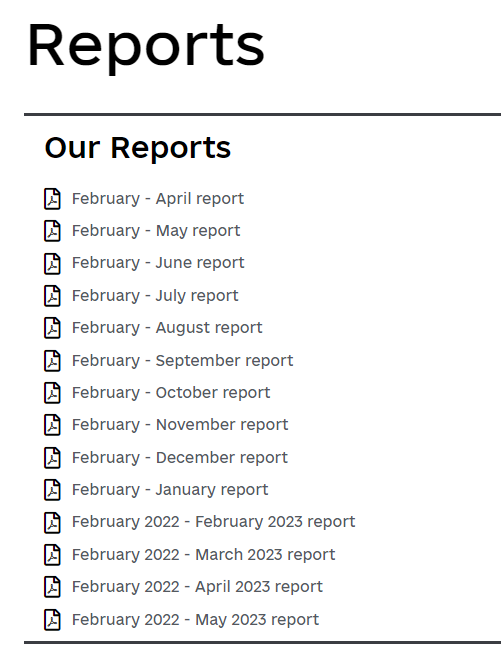 Reports
Our Reports
February - April report
February - May report
February - June report
February - July report
February - August report
February - September report
February - October report
February - November report
February - December report
February - January report
February 2022 - February 2023 report
February 2022 - March 2023 report
February 2022 - April 2023 report
February 2022 - May 2023 report